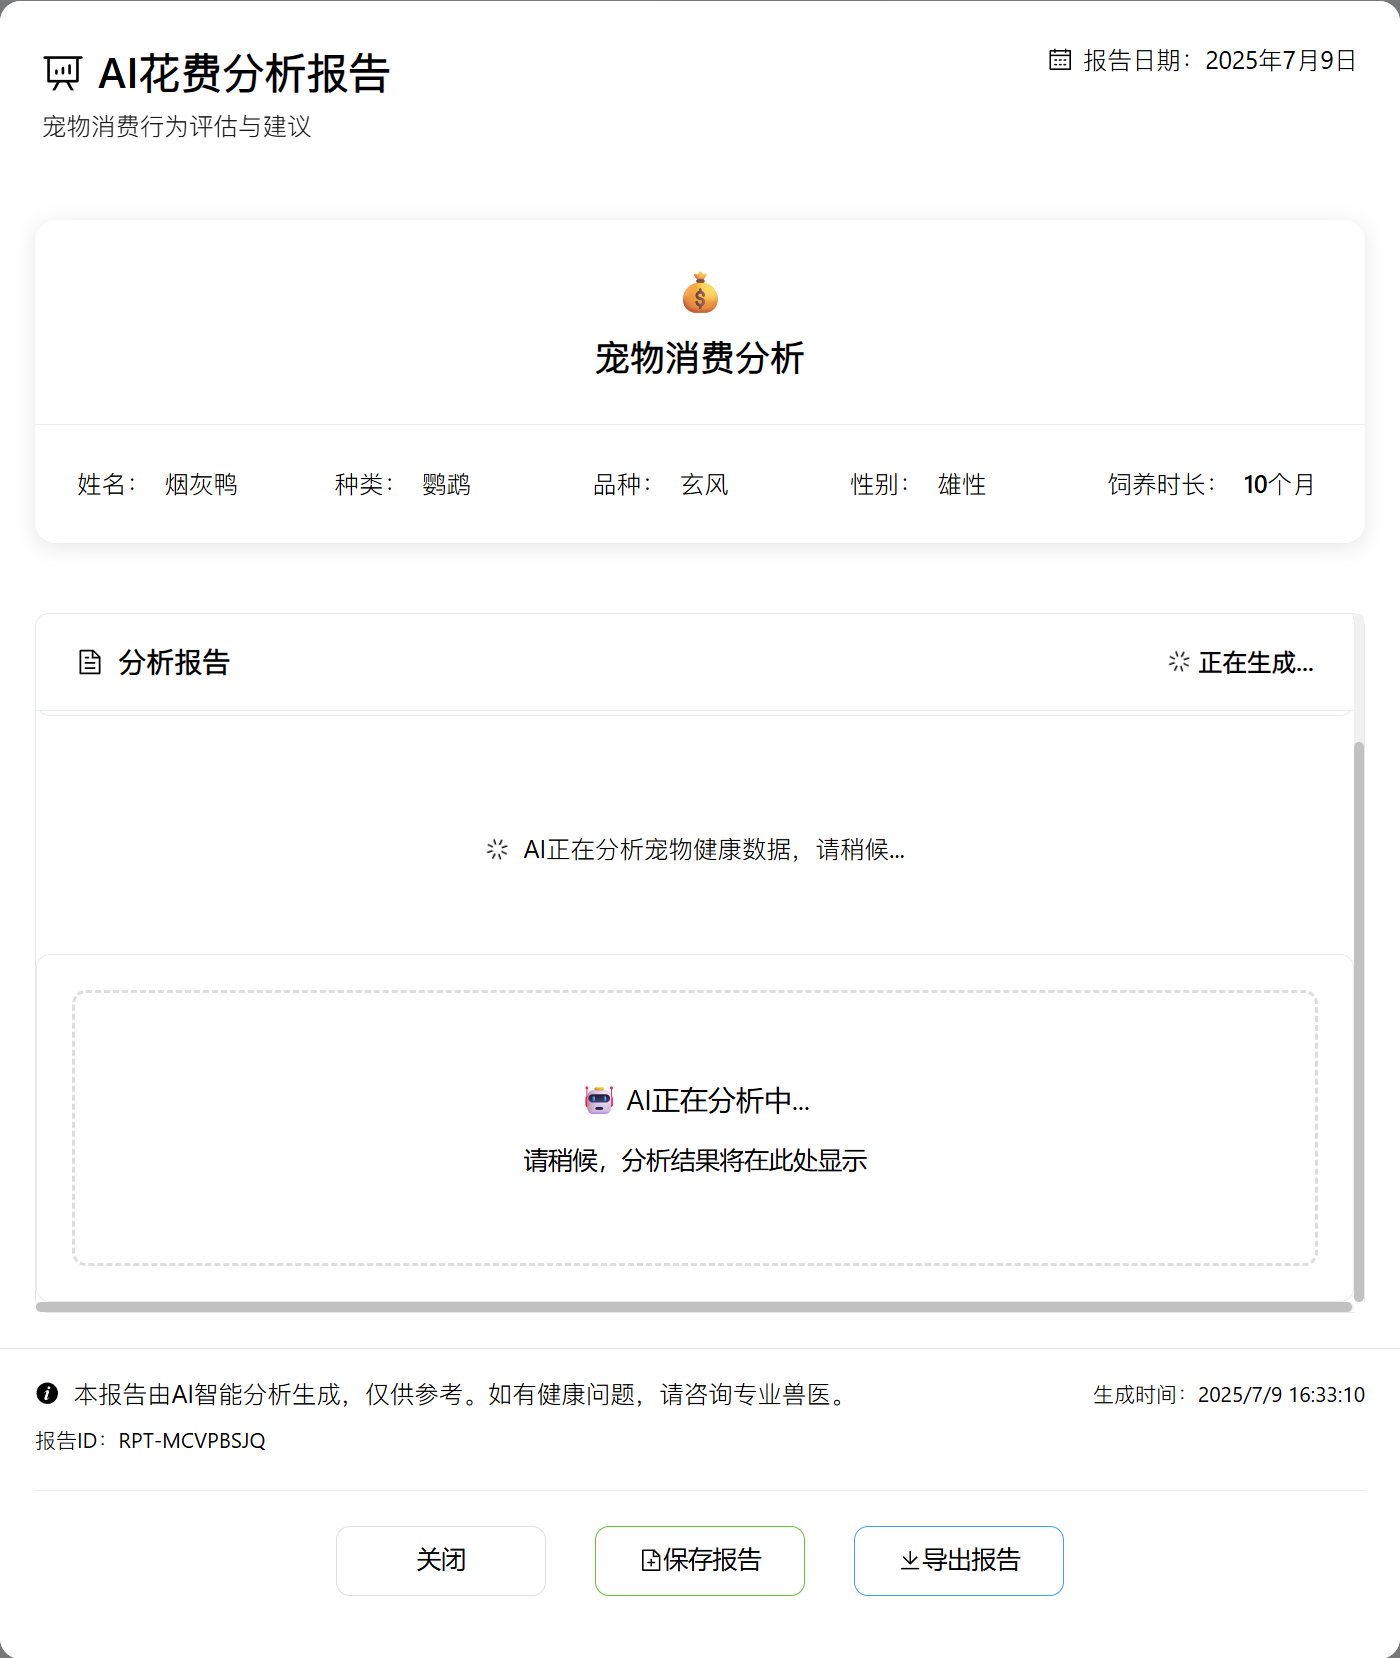 AI花费分析报告
报告日期：2025年7月9日
宠物消费行为评估与建议
宠物消费分析
姓名： 烟灰鸭 种类： 鹦鹉 品种： 玄风 性别： 雄性 饲养时长： 10个月
分析报告
正在生成...
AI正在分析宠物健康数据，请稍候...
AI正在分析中...
请稍候，分析结果将在此处显示
本报告由AI智能分析生成，仅供参考。如有健康问题，请咨询专业兽医。
生成时间：2025/7/9 16:33:10
报告ID：RPT-MCVPBSJQ
关闭
保存报告
导出报告